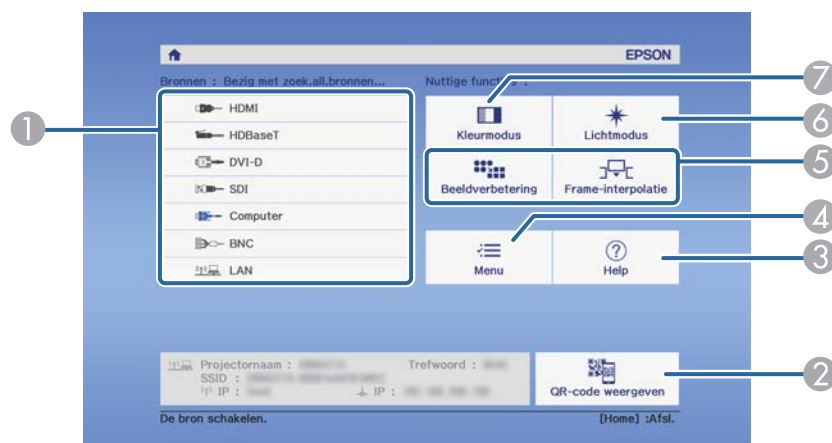 EPSON
Bronnen : Bezig met zoek.all.bronnen...
Nuttige functies :
HDMI
HDBaseT
DVI-D
SDI
Computer
BNC
LAN
Kleurmodus
Lichtmodus
Beeldverbetering
Frame-interpolatie
Menu
Help
Projectornaam :
Trefwoord :
SSID :
IP :
IP :
QR-code weergeven
De bron schakelen.
[Home] :Afsl.
1
7
6
5
4
3
2